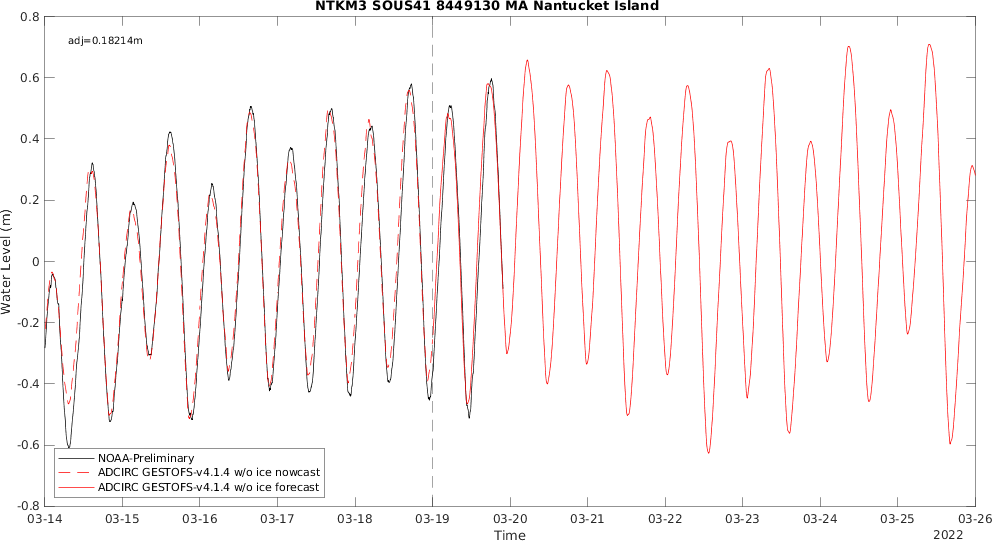 NTKM3 SOUS41 8449130 MA Nantucket Island
adj=0.18214m
0.8
0.6
0.4
0.2
0
-0.2
-0.4
-0.6
-0.8
Water Level (m)
NOAA-Preliminary
ADCIRC GESTOFS-v4.1.4 w/o ice nowcast
ADCIRC GESTOFS-v4.1.4 w/o ice forecast
03-14 03-15 03-16 03-17 03-18 03-19 03-20 03-21 03-22 03-23 03-24 03-25 03-26
Time
2022